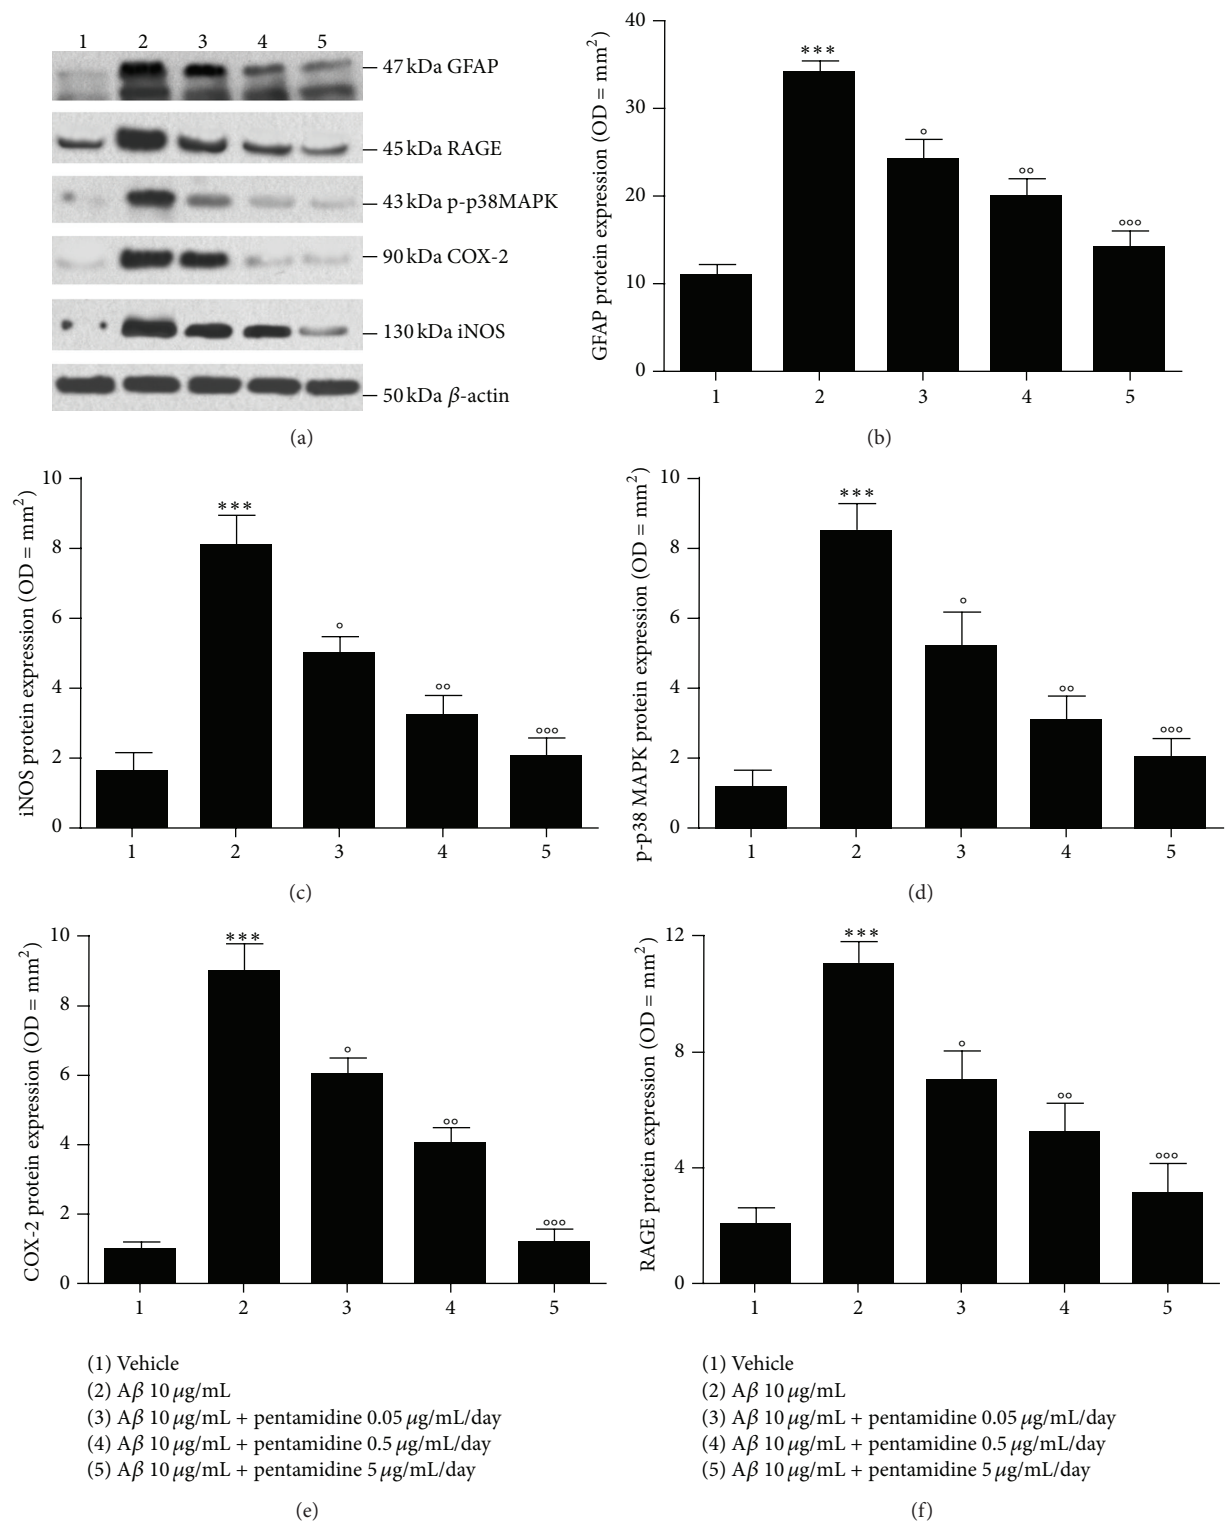 1 2 3 4 5
47 kDa GFAP
45 kDa RAGE
43 kDa p-p38MAPK
90 kDa COX-2
130 kDa iNOS
50 kDa β-actin
(a)
GFAP protein expression (OD = mm²)
40
30
20
10
0
***
°
°°
°°°
1 2 3 4 5
(b)
iNOS protein expression (OD = mm²)
10
8
6
4
2
0
***
°
°°
°°°
1 2 3 4 5
(c)
p-p38 MAPK protein expression (OD = mm²)
10
8
6
4
2
0
***
°
°°
°°°
1 2 3 4 5
(d)
COX-2 protein expression (OD = mm²)
10
8
6
4
2
0
***
°
°°
°°°
1 2 3 4 5
(1) Vehicle
(2) Aβ 10 μg/mL
(3) Aβ 10 μg/mL + pentamidine 0.05 μg/mL/day
(4) Aβ 10 μg/mL + pentamidine 0.5 μg/mL/day
(5) Aβ 10 μg/mL + pentamidine 5 μg/mL/day
(e)
RAGE protein expression (OD = mm²)
12
8
4
0
***
°
°°
°°°
1 2 3 4 5
(1) Vehicle
(2) Aβ 10 μg/mL
(3) Aβ 10 μg/mL + pentamidine 0.05 μg/mL/day
(4) Aβ 10 μg/mL + pentamidine 0.5 μg/mL/day
(5) Aβ 10 μg/mL + pentamidine 5 μg/mL/day
(f)